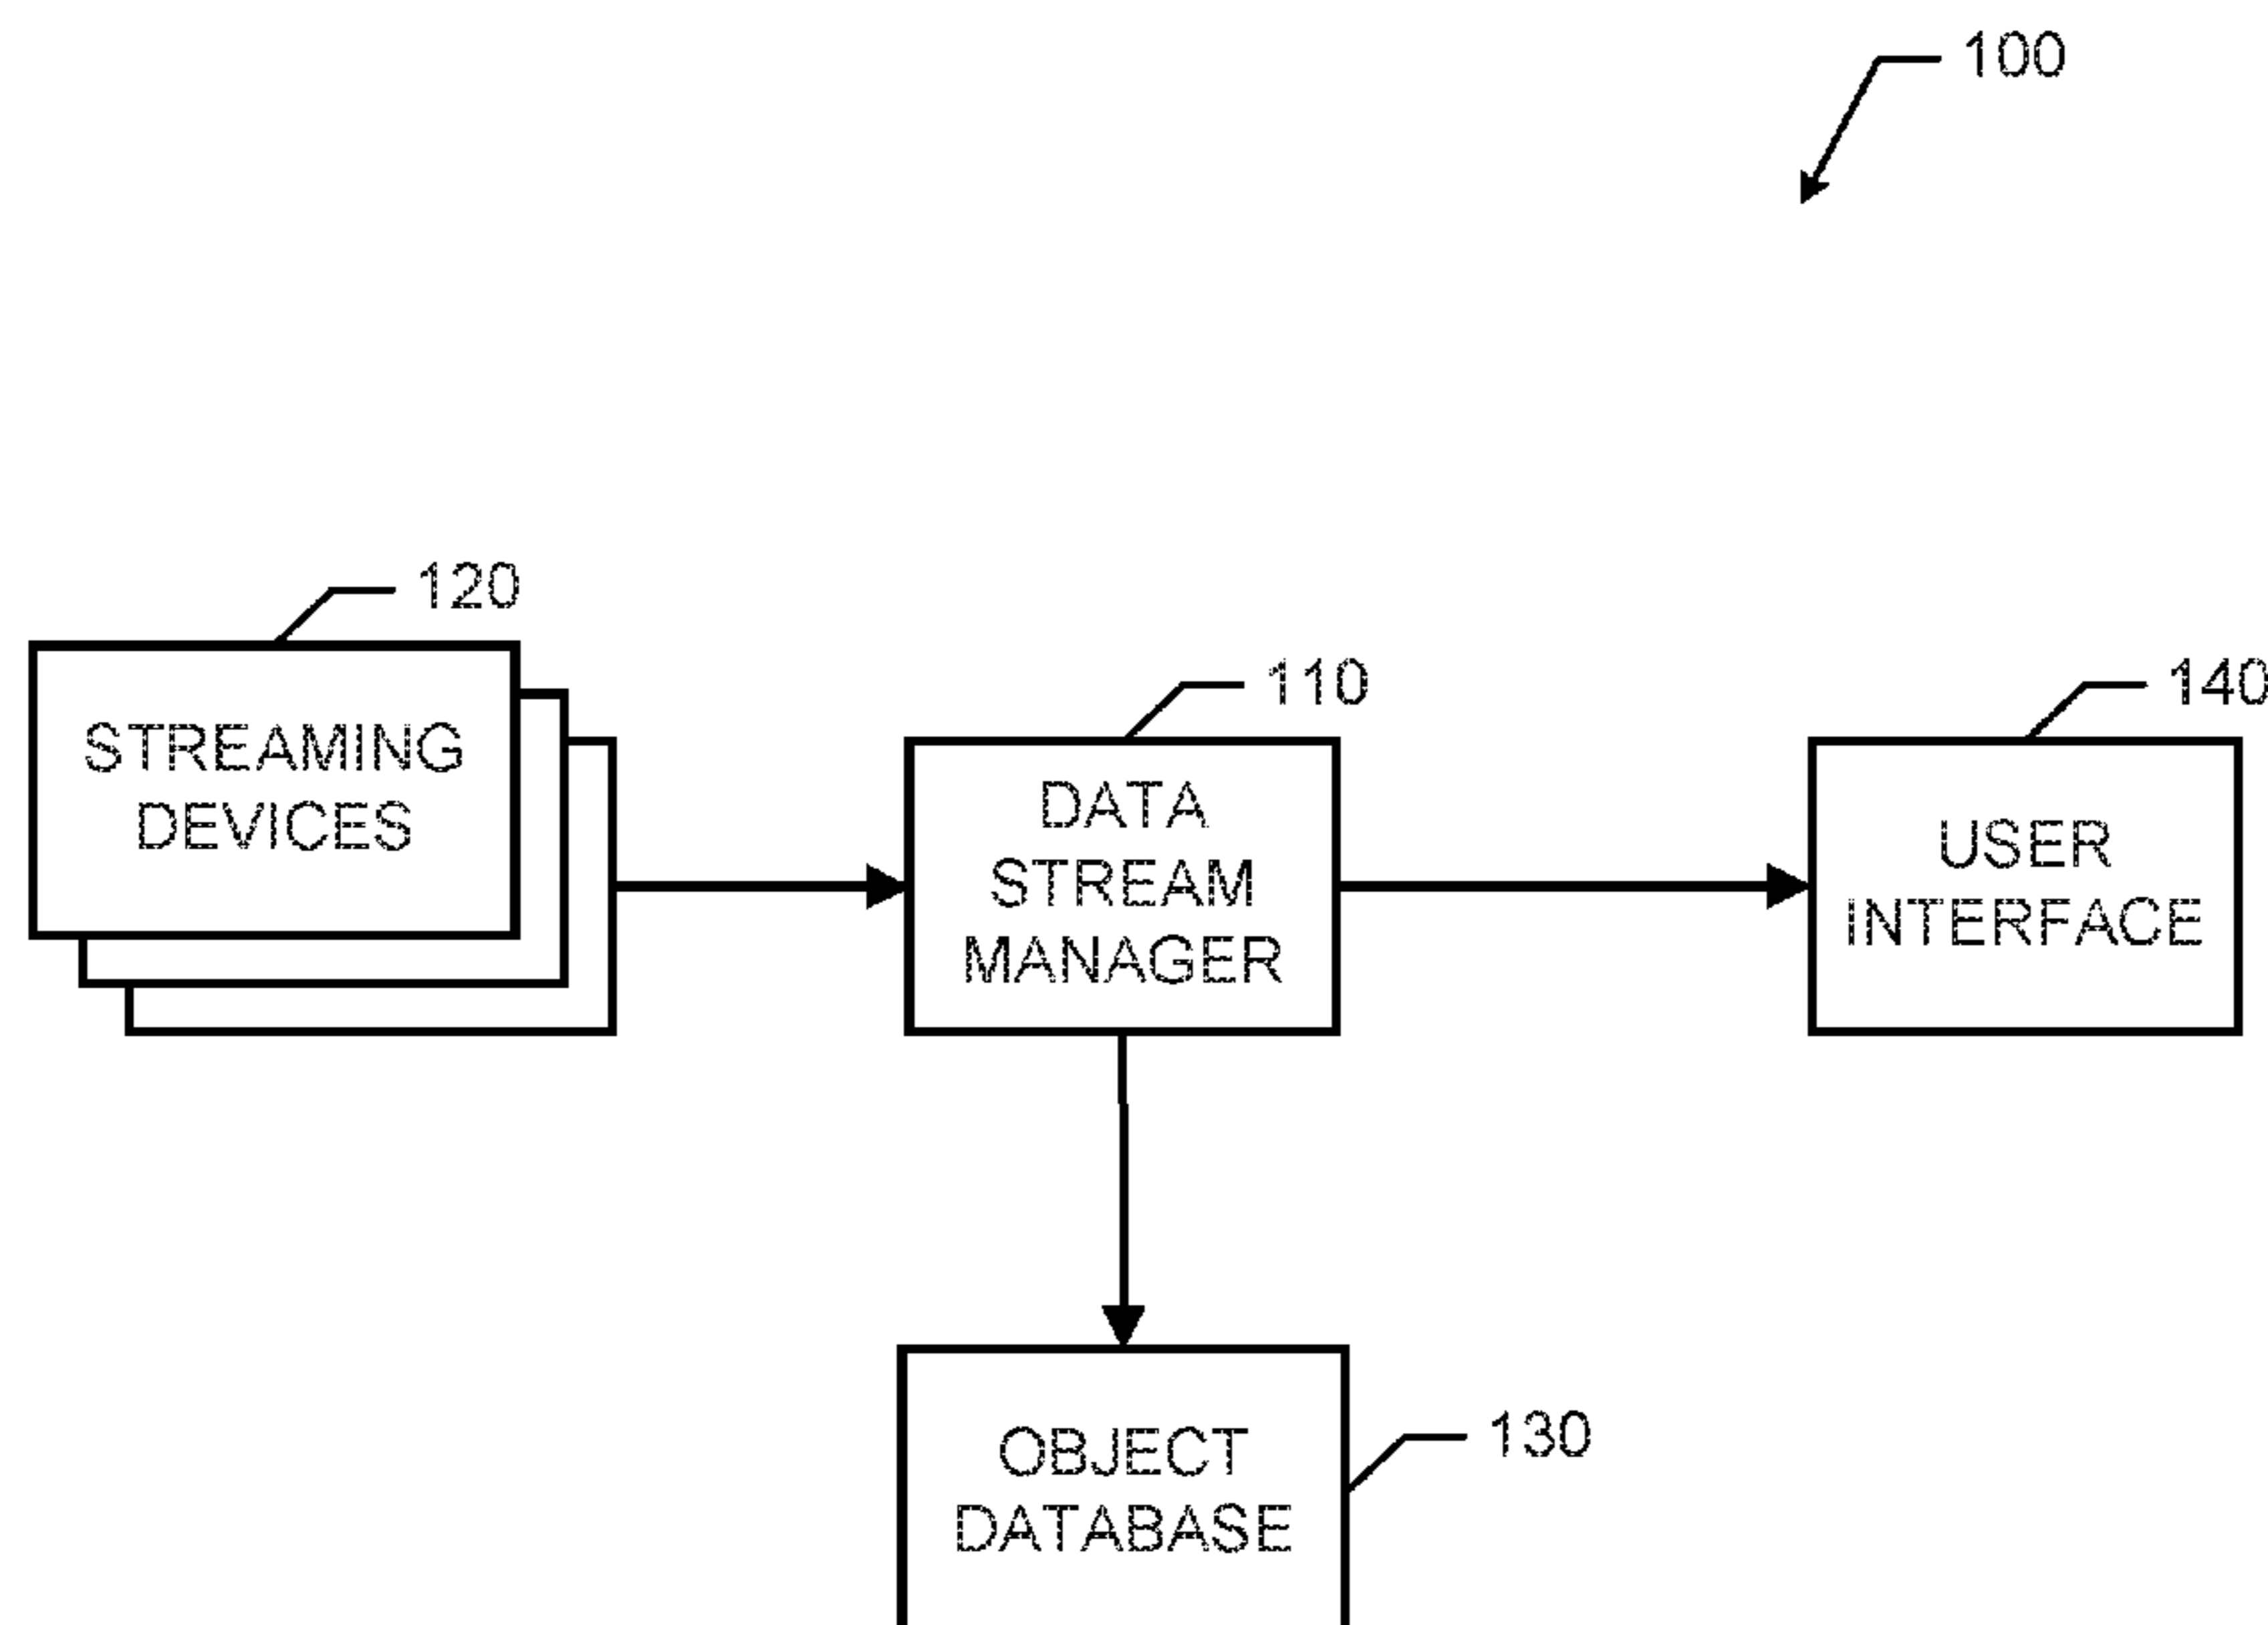 100
120
STREAMING
DEVICES
110
DATA
STREAM
MANAGER
140
USER
INTERFACE
130
OBJECT
DATABASE